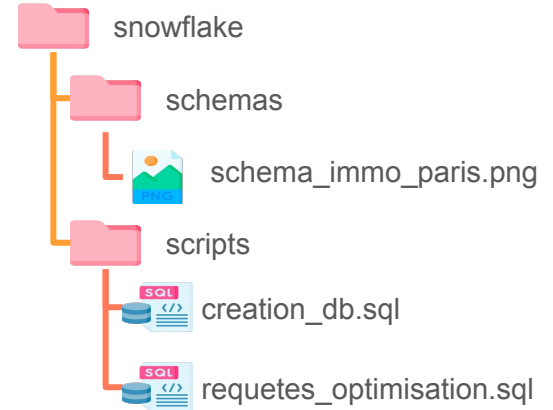 snowflake
schemas
PNG
schema_immo_paris.png
scripts
SQL
</>
creation_db.sql
SQL
</>
requetes_optimisation.sql